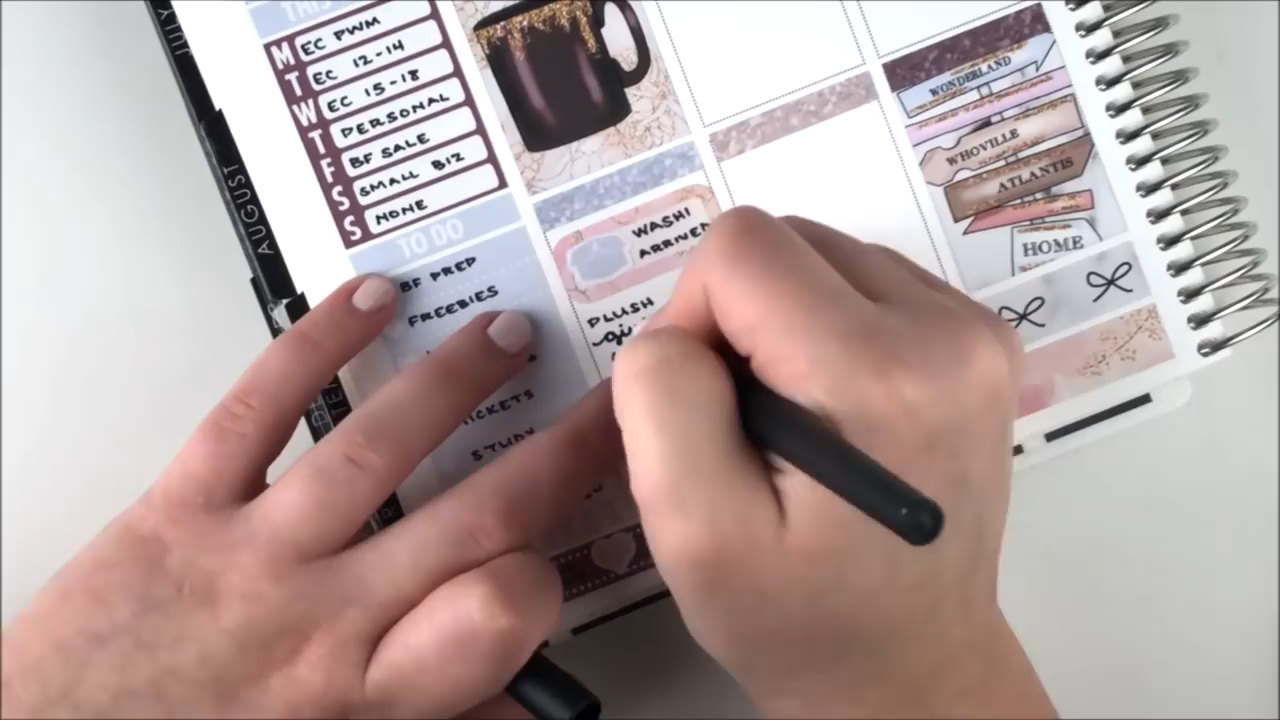 JULY
AUGUST
THIS
M EC PWM
T EC 12-14
W EC 15-18
T PERSONAL
F BF SALE
S SMALL BIZ
S NONE
TO DO
BF PREP
FREEBIES
STUDY
WASHI
ARRIVED
PLUSH
WONDERLAND
WHOVILLE
ATLANTIS
HOME